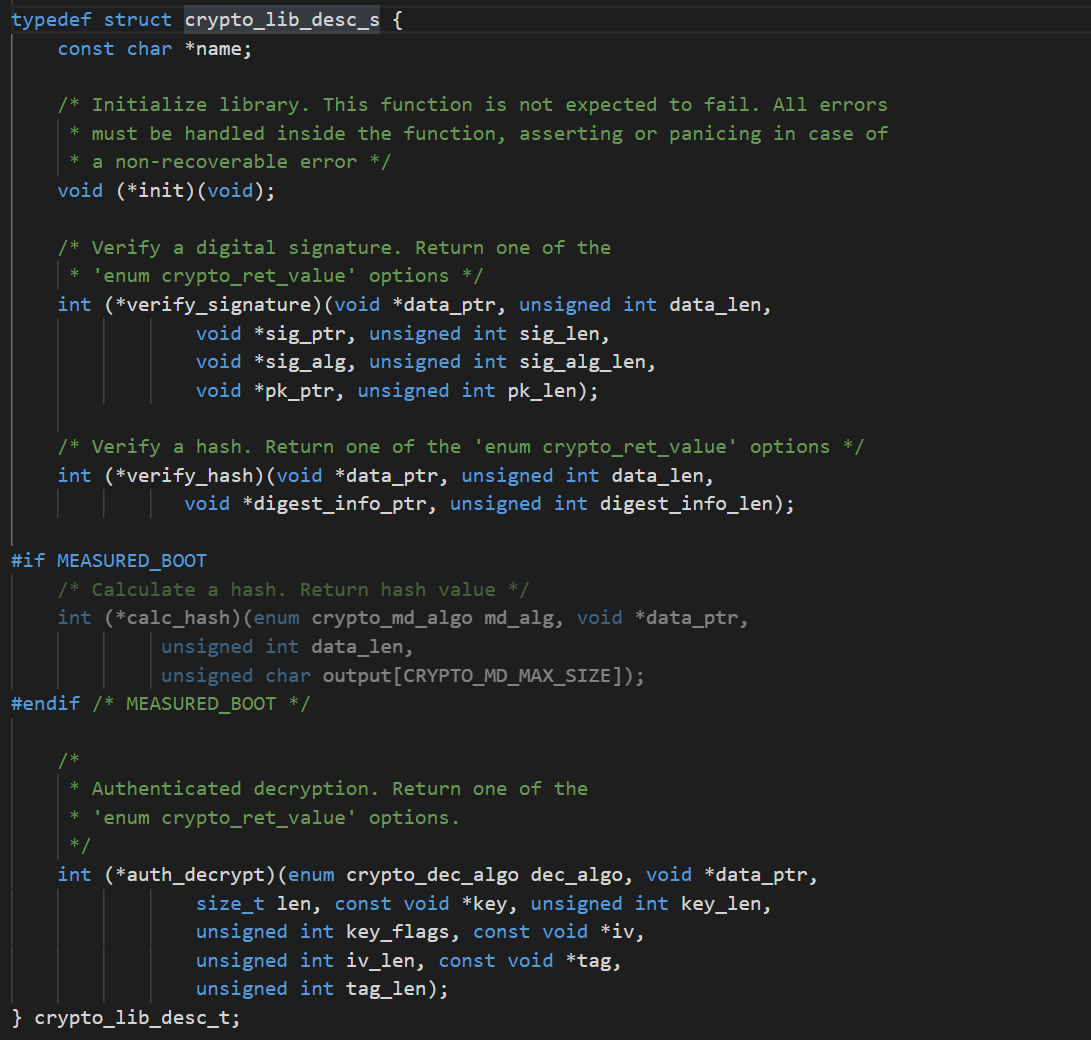 typedef struct crypto_lib_desc_s {
    const char *name;

    /* Initialize library. This function is not expected to fail. All errors
     * must be handled inside the function, asserting or panicing in case of
     * a non-recoverable error */
    void (*init)(void);

    /* Verify a digital signature. Return one of the
     * 'enum crypto_ret_value' options */
    int (*verify_signature)(void *data_ptr, unsigned int data_len,
                void *sig_ptr, unsigned int sig_len,
                void *sig_alg, unsigned int sig_alg_len,
                void *pk_ptr, unsigned int pk_len);

    /* Verify a hash. Return one of the 'enum crypto_ret_value' options */
    int (*verify_hash)(void *data_ptr, unsigned int data_len,
               void *digest_info_ptr, unsigned int digest_info_len);

#if MEASURED_BOOT
    /* Calculate a hash. Return hash value */
    int (*calc_hash)(enum crypto_md_algo md_alg, void *data_ptr,
             unsigned int data_len,
             unsigned char output[CRYPTO_MD_MAX_SIZE]);
#endif /* MEASURED_BOOT */

    /*
     * Authenticated decryption. Return one of the
     * 'enum crypto_ret_value' options.
     */
    int (*auth_decrypt)(enum crypto_dec_algo dec_algo, void *data_ptr,
                size_t len, const void *key, unsigned int key_len,
                unsigned int key_flags, const void *iv,
                unsigned int iv_len, const void *tag,
                unsigned int tag_len);
} crypto_lib_desc_t;